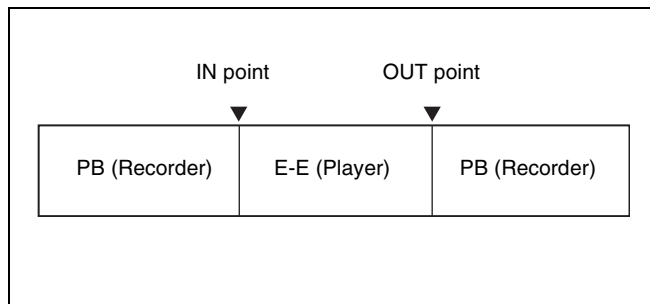 IN point OUT point
PB (Recorder) E-E (Player) PB (Recorder)